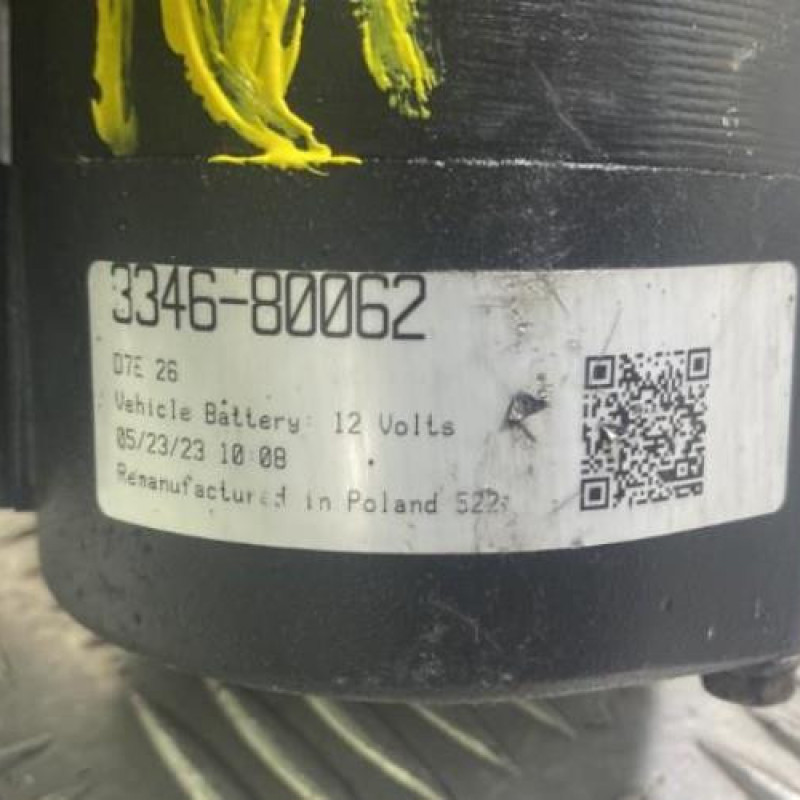 3346-80062
D7E 26
Vehicle Battery: 12 Volts
05/23/23 10:08
Remanufactured in Poland